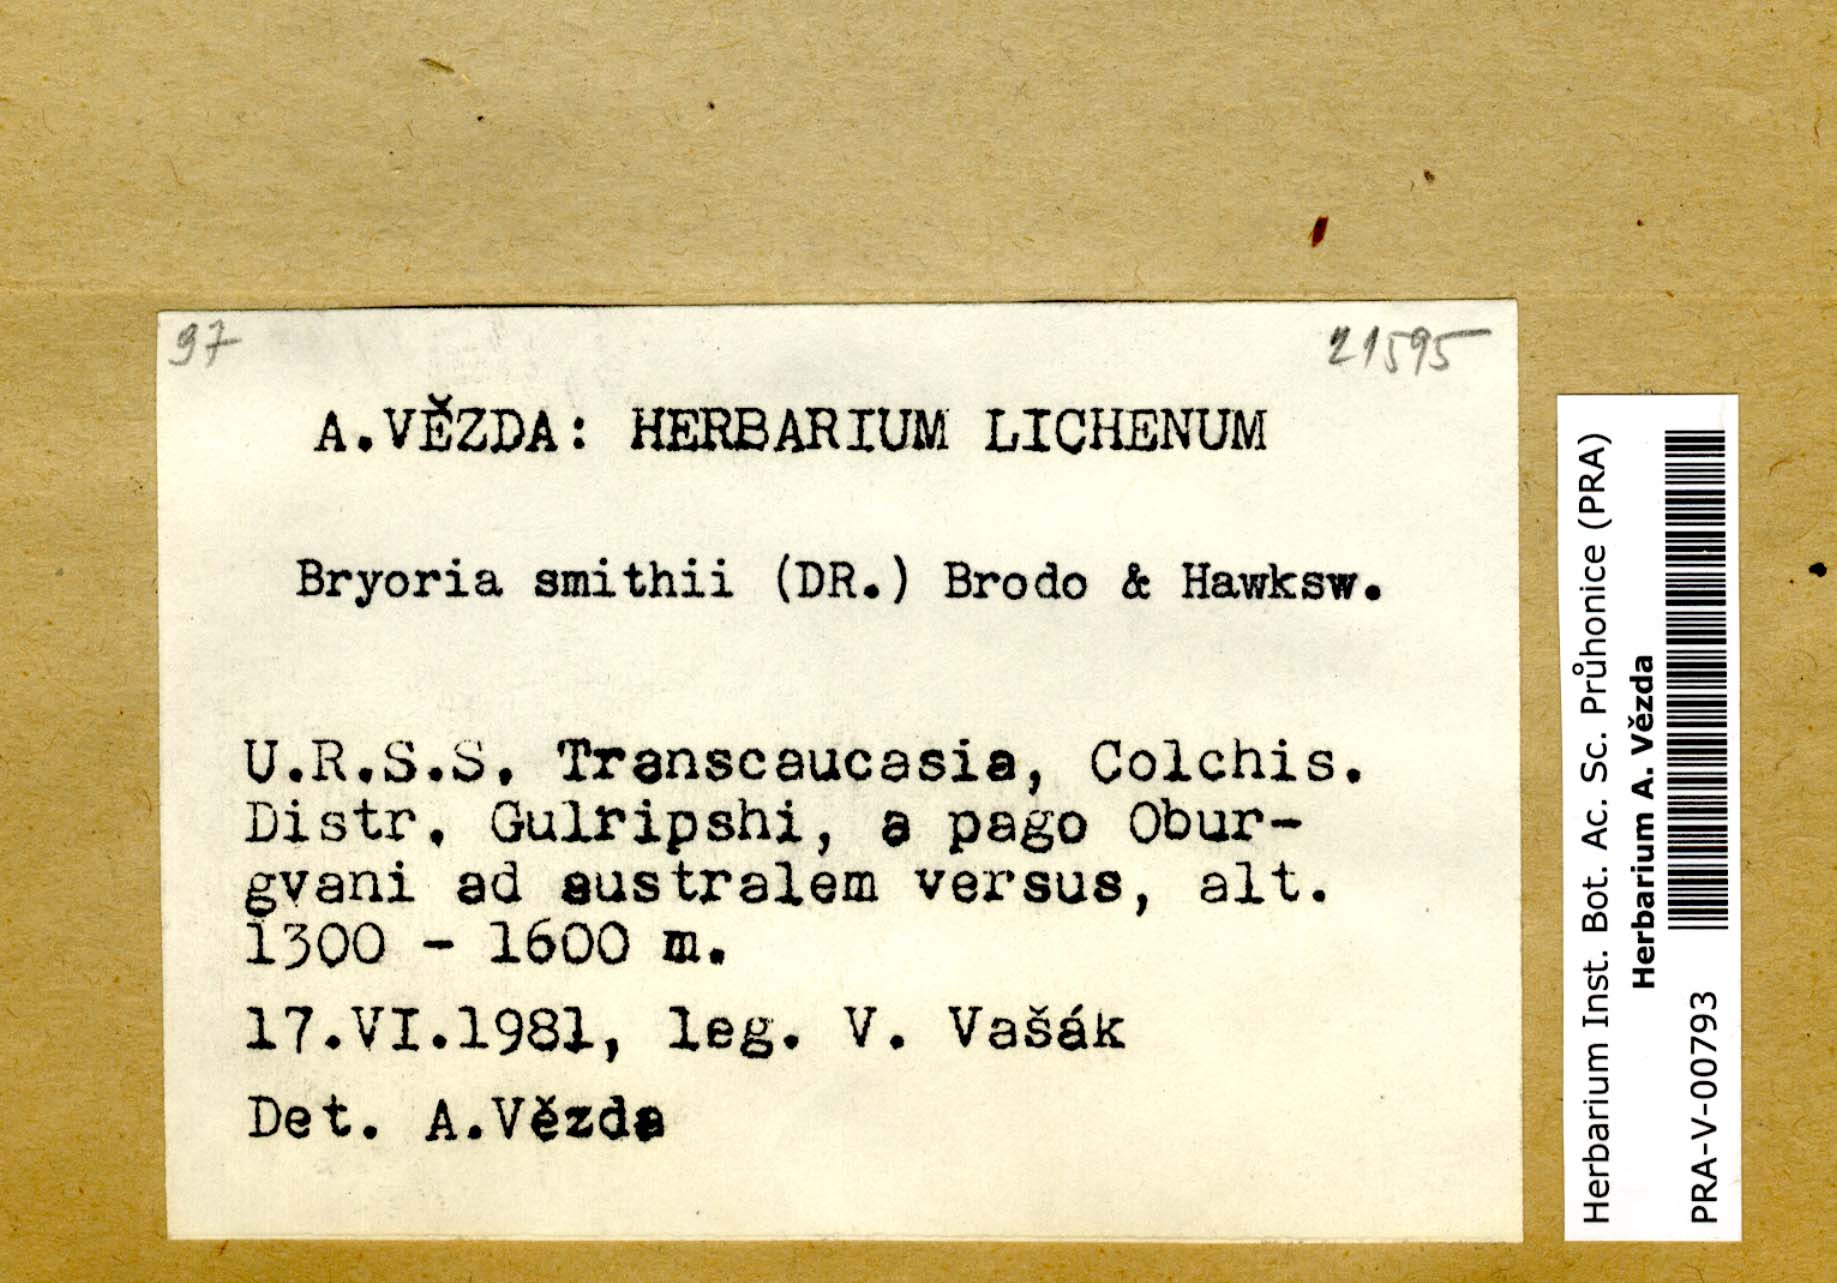 97
21595
A.VĚZDA: HERBARIUM LICHENUM
Bryoria smithii (DR.) Brodo & Hawksw.
U.R.S.S. Transcaucasia, Colchis.
Distr. Gulripshi, a pago Obur-
gvani ad australem versus, alt.
1300 - 1600 m.
17.VI.1981, leg. V. Vašák
Det. A.Vězda
Herbarium Inst. Bot. Ac. Sc. Průhonice (PRA)
Herbarium A. Vězda
PRA-V-00793